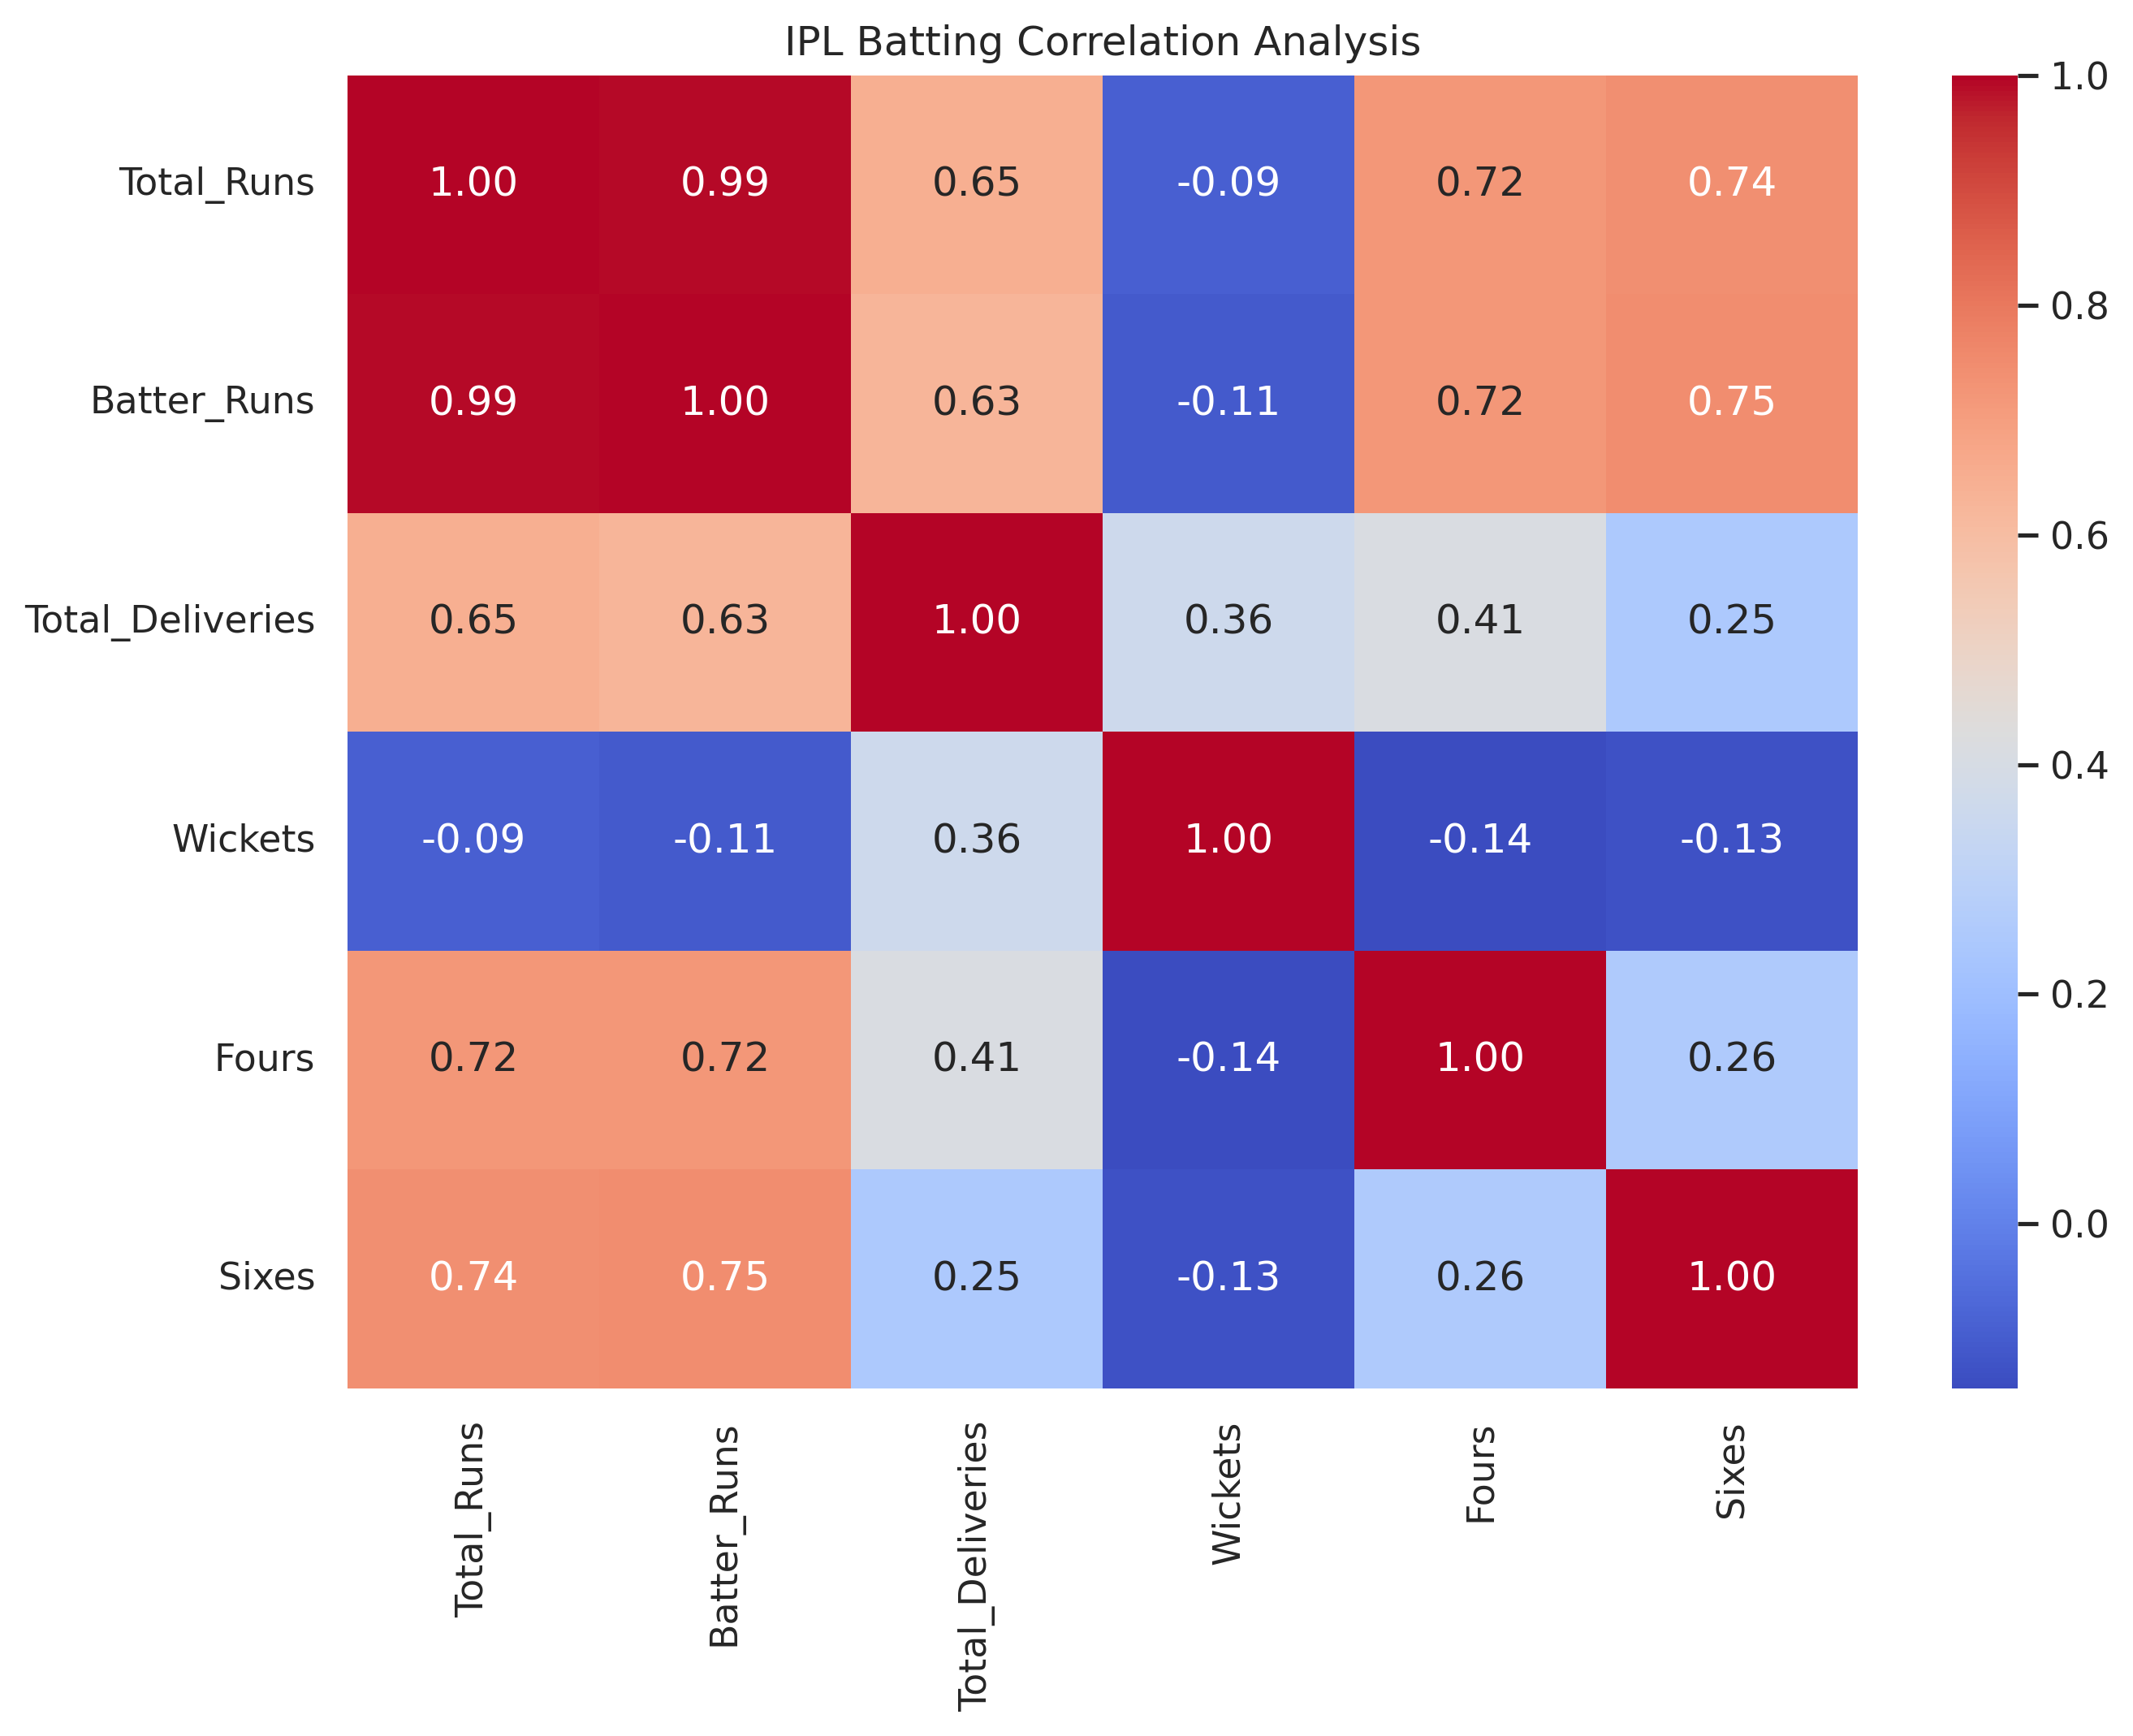 IPL Batting Correlation Analysis
Total_Runs 1.00 0.99 0.65 -0.09 0.72 0.74
Batter_Runs 0.99 1.00 0.63 -0.11 0.72 0.75
Total_Deliveries 0.65 0.63 1.00 0.36 0.41 0.25
Wickets -0.09 -0.11 0.36 1.00 -0.14 -0.13
Fours 0.72 0.72 0.41 -0.14 1.00 0.26
Sixes 0.74 0.75 0.25 -0.13 0.26 1.00
Total_Runs
Batter_Runs
Total_Deliveries
Wickets
Fours
Sixes
1.0
0.8
0.6
0.4
0.2
0.0